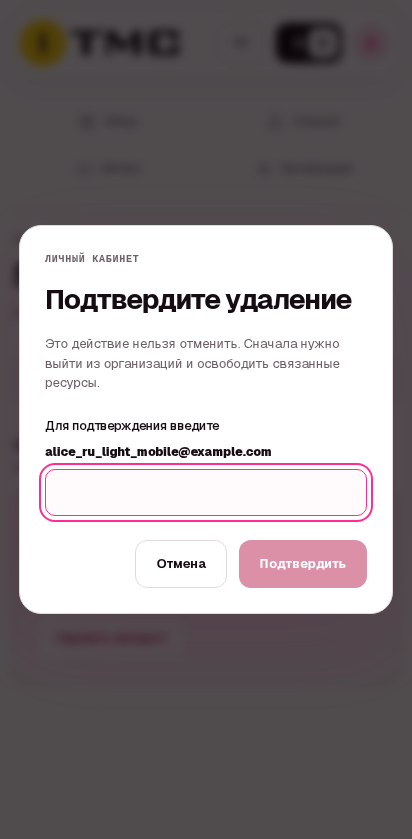 TMC
ЛИЧНЫЙ КАБИНЕТ
Подтвердите удаление
Это действие нельзя отменить. Сначала нужно
выйти из организаций и освободить связанные
ресурсы.
Для подтверждения введите
alice_ru_light_mobile@example.com
Отмена
Подтвердить